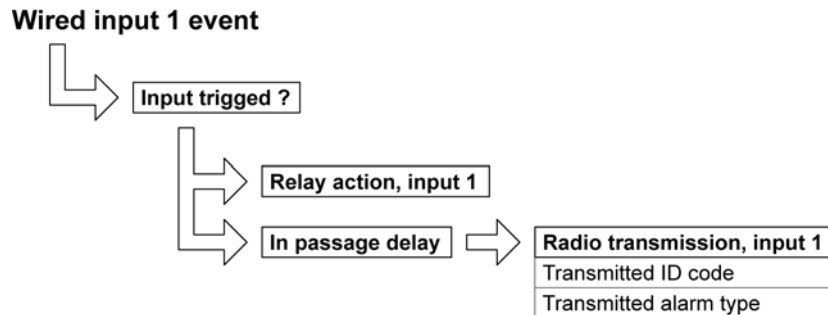 Wired input 1 event
Input trigged ?
Relay action, input 1
In passage delay
Radio transmission, input 1
Transmitted ID code
Transmitted alarm type